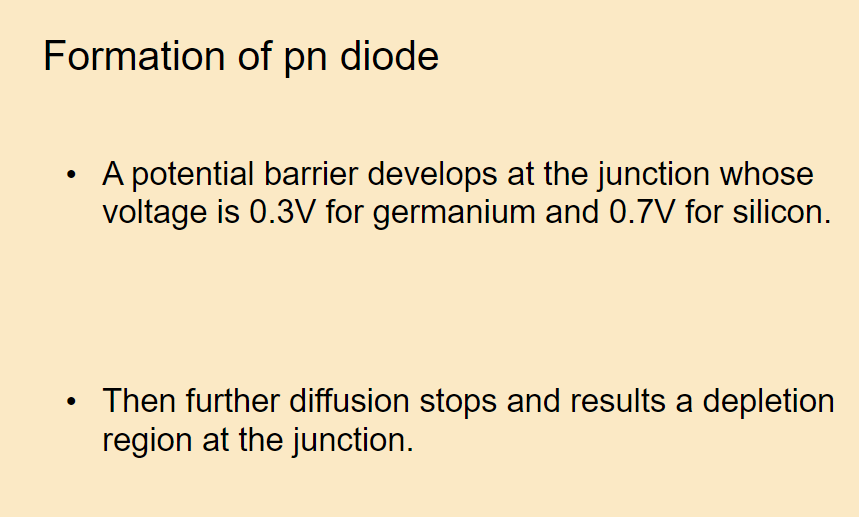 Formation of pn diode
• A potential barrier develops at the junction whose
voltage is 0.3V for germanium and 0.7V for silicon.
• Then further diffusion stops and results a depletion
region at the junction.